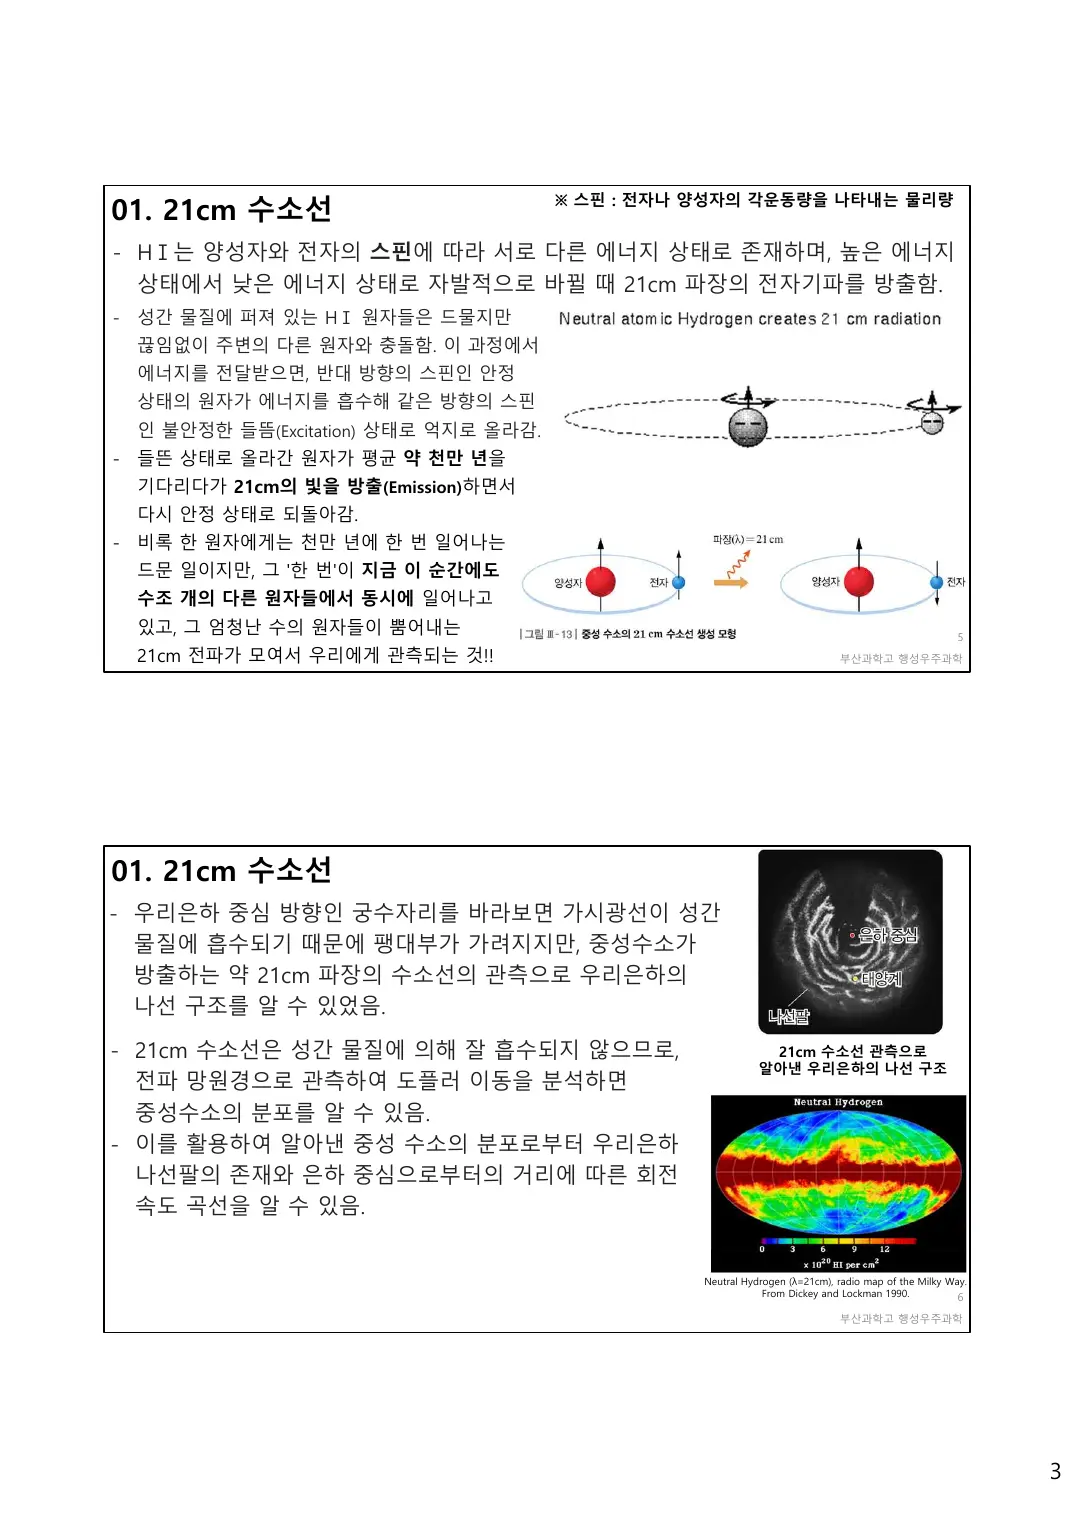 01. 21cm 수소선
※ 스핀 : 전자나 양성자의 각운동량을 나타내는 물리량
- HⅠ는 양성자와 전자의 스핀에 따라 서로 다른 에너지 상태로 존재하며, 높은 에너지
상태에서 낮은 에너지 상태로 자발적으로 바뀔 때 21cm 파장의 전자기파를 방출함.
- 성간 물질에 퍼져 있는 HⅠ 원자들은 드물지만
끊임없이 주변의 다른 원자와 충돌함. 이 과정에서
에너지를 전달받으면, 반대 방향의 스핀인 안정
상태의 원자가 에너지를 흡수해 같은 방향의 스핀
인 불안정한 들뜸(Excitation) 상태로 억지로 올라감.
- 들뜬 상태로 올라간 원자가 평균 약 천만 년을
기다리다가 21cm의 빛을 방출(Emission)하면서
다시 안정 상태로 되돌아감.
- 비록 한 원자에게는 천만 년에 한 번 일어나는
드문 일이지만, 그 '한 번'이 지금 이 순간에도
수조 개의 다른 원자들에서 동시에 일어나고
있고, 그 엄청난 수의 원자들이 뿜어내는
21cm 전파가 모여서 우리에게 관측되는 것!!
Neutral atomic Hydrogen creates 21 cm radiation
파장(λ)=21 cm
양성자
전자
양성자
전자
| 그림 Ⅲ-13 | 중성 수소의 21 cm 수소선 생성 모형
5
부산과학고 행성우주과학
01. 21cm 수소선
- 우리은하 중심 방향인 궁수자리를 바라보면 가시광선이 성간
물질에 흡수되기 때문에 팽대부가 가려지지만, 중성수소가
방출하는 약 21cm 파장의 수소선의 관측으로 우리은하의
나선 구조를 알 수 있었음.
- 21cm 수소선은 성간 물질에 의해 잘 흡수되지 않으므로,
전파 망원경으로 관측하여 도플러 이동을 분석하면
중성수소의 분포를 알 수 있음.
- 이를 활용하여 알아낸 중성 수소의 분포로부터 우리은하
나선팔의 존재와 은하 중심으로부터의 거리에 따른 회전
속도 곡선을 알 수 있음.
은하 중심
태양계
나선팔
21cm 수소선 관측으로
알아낸 우리은하의 나선 구조
Neutral Hydrogen
0 3 6 9 12
x 10^20 HI per cm^2
Neutral Hydrogen (λ=21cm), radio map of the Milky Way.
From Dickey and Lockman 1990.
6
부산과학고 행성우주과학
3